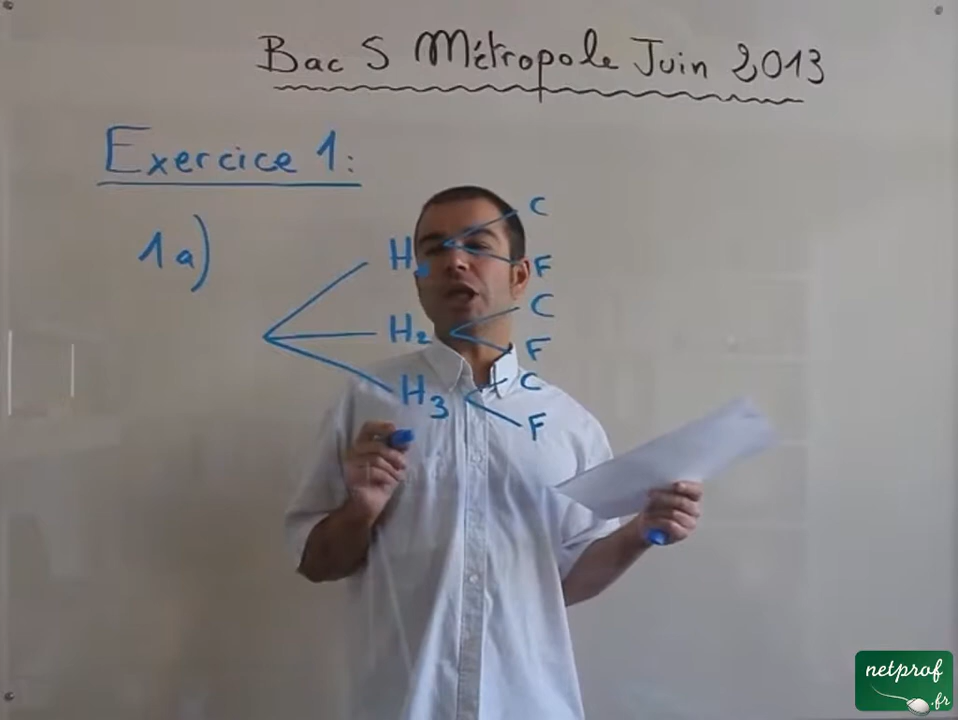 Bac S Métropole Juin 2013
Exercice 1:
1a)
C
H1
F
C
H2
F
C
H3
F
netprof
.fr